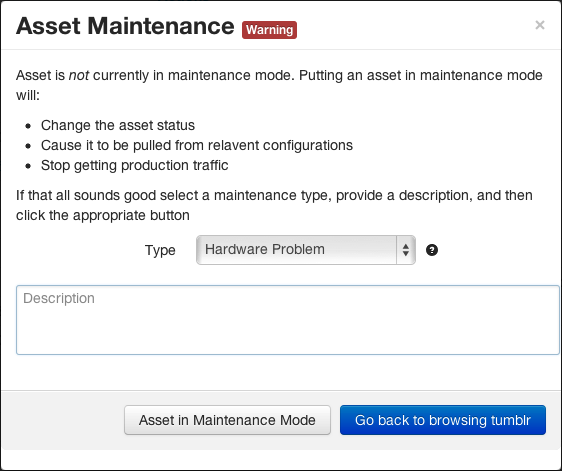 Asset Maintenance Warning ×
Asset is not currently in maintenance mode. Putting an asset in maintenance mode
will:
• Change the asset status
• Cause it to be pulled from relavent configurations
• Stop getting production traffic
If that all sounds good select a maintenance type, provide a description, and then
click the appropriate button
Type Hardware Problem ?
Description
Asset in Maintenance Mode Go back to browsing tumblr